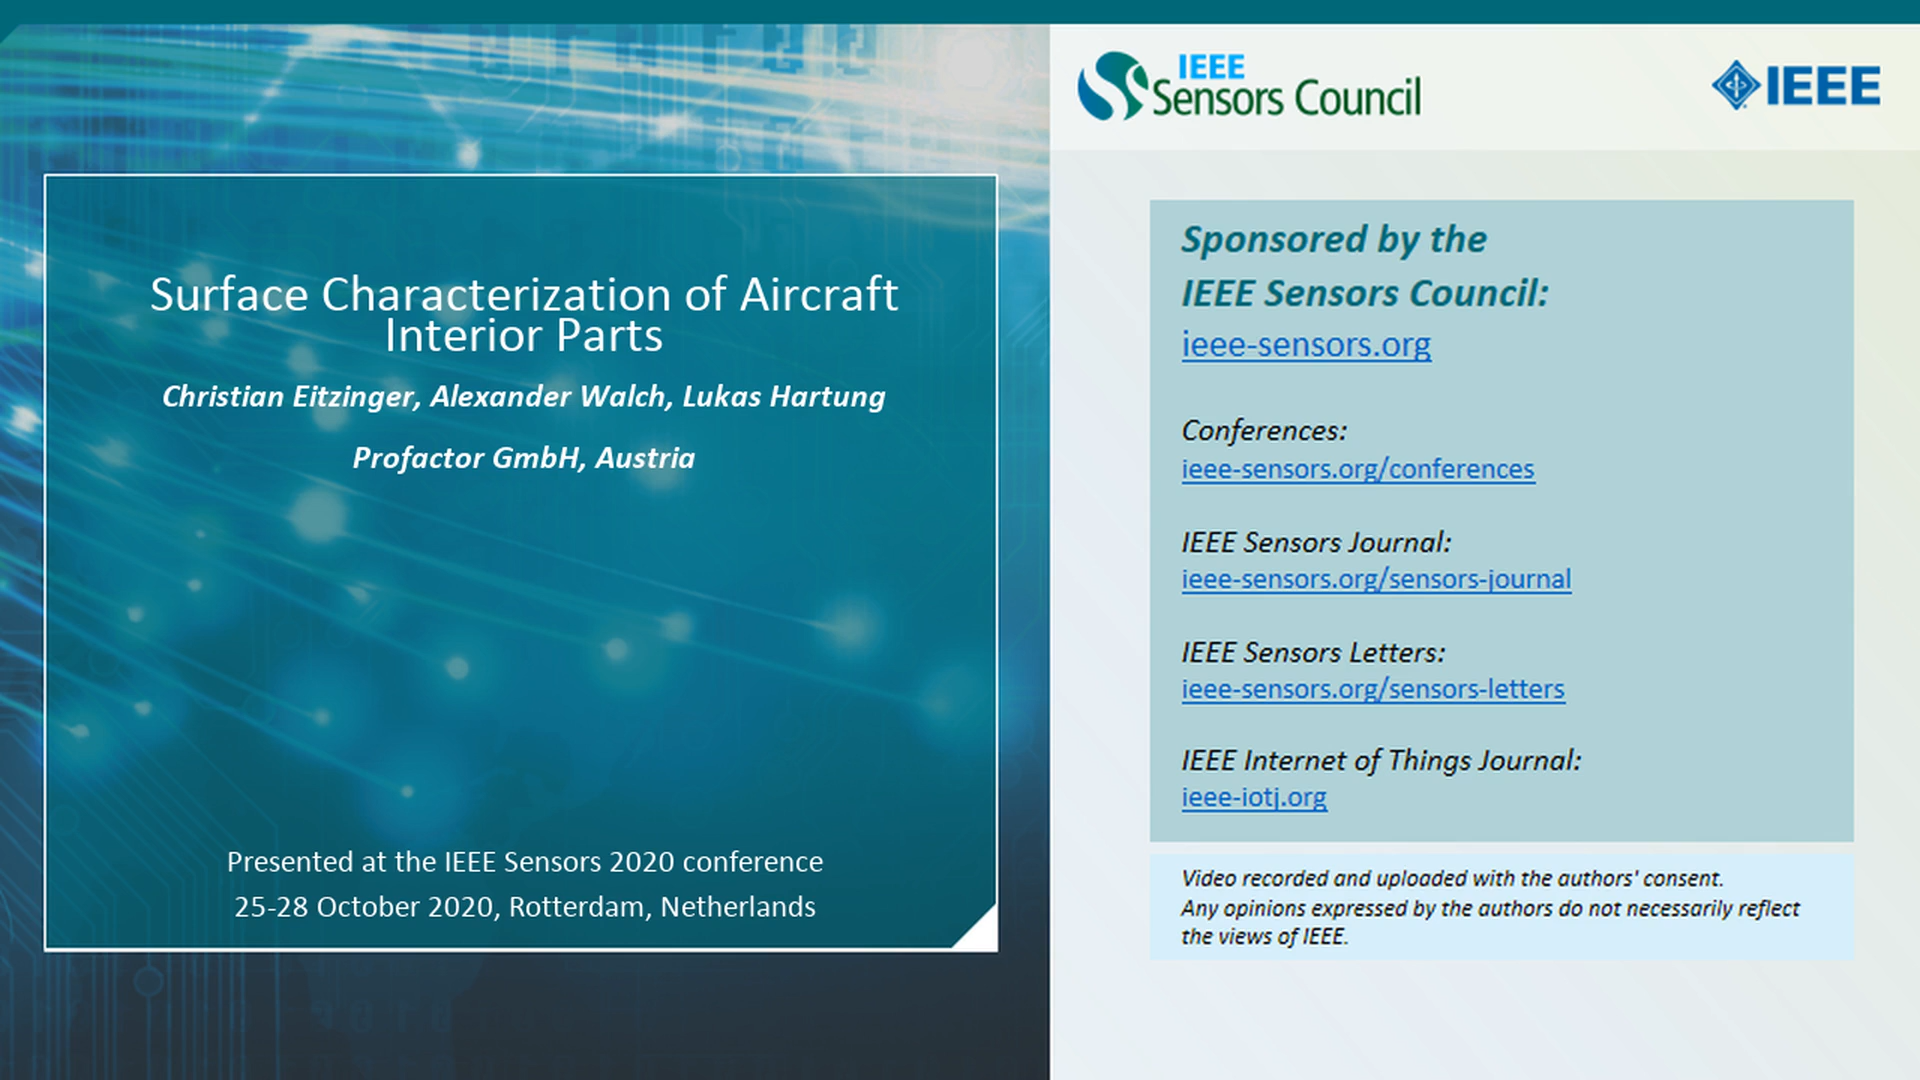 Surface Characterization of Aircraft
Interior Parts
Christian Eitzinger, Alexander Walch, Lukas Hartung
Profactor GmbH, Austria
Presented at the IEEE Sensors 2020 conference
25-28 October 2020, Rotterdam, Netherlands
IEEE
Sensors Council
IEEE
Sponsored by the
IEEE Sensors Council:
ieee-sensors.org
Conferences:
ieee-sensors.org/conferences
IEEE Sensors Journal:
ieee-sensors.org/sensors-journal
IEEE Sensors Letters:
ieee-sensors.org/sensors-letters
IEEE Internet of Things Journal:
ieee-iotj.org
Video recorded and uploaded with the authors' consent.
Any opinions expressed by the authors do not necessarily reflect
the views of IEEE.